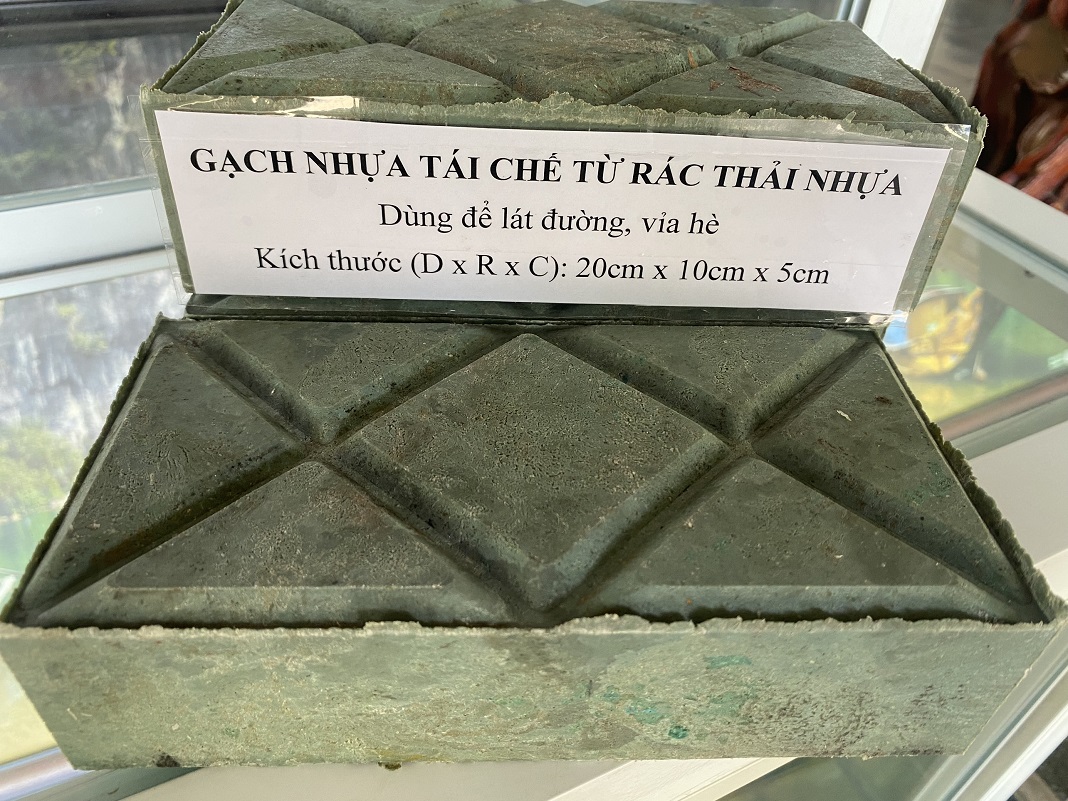 GẠCH NHỰA TÁI CHẾ TỪ RÁC THẢI NHỰA
Dùng để lát đường, vỉa hè
Kích thước (D x R x C): 20cm x 10cm x 5cm